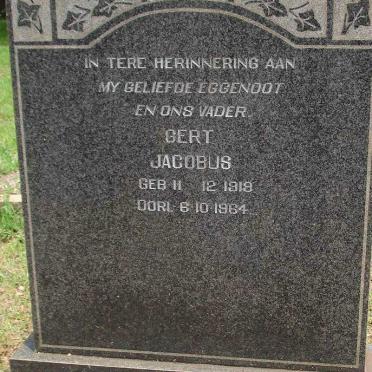 IN TERE HERINNERING AAN
MY GELIEFDE EGGENOOT
EN ONS VADER.
GERT
JACOBUS
GEB 11 12 1918
OORL 6-10-1964